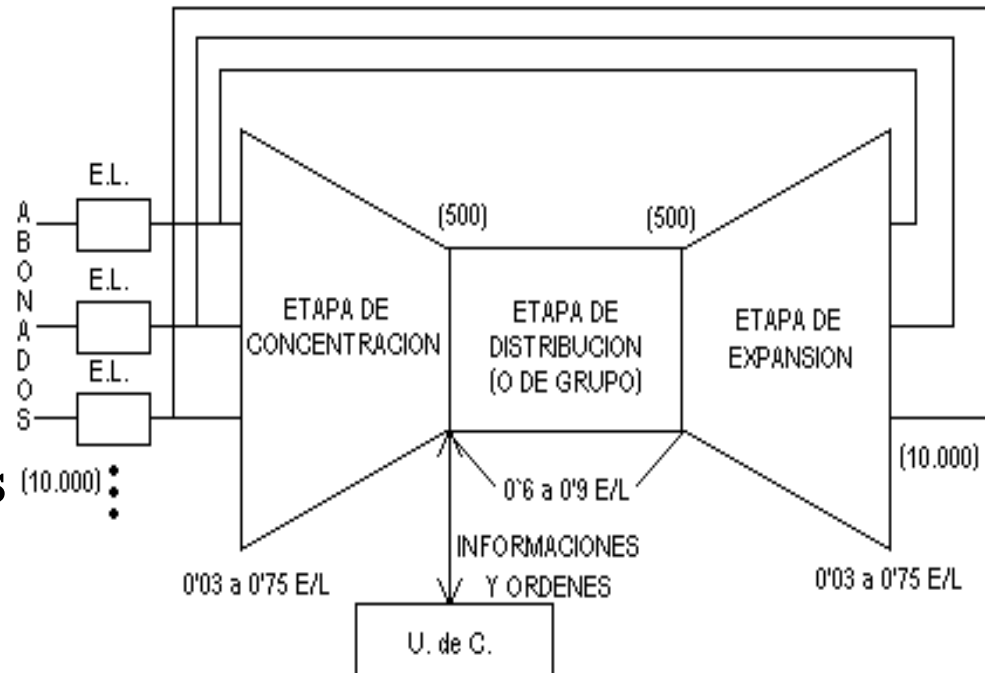 E.L.
ABONADOS
E.L.
E.L.
(10.000)
(500)
(500)
ETAPA DE
CONCENTRACION
ETAPA DE
DISTRIBUCION
(O DE GRUPO)
ETAPA DE
EXPANSION
(10.000)
0'6 a 0'9 E/L
0'03 a 0'75 E/L
INFORMACIONES
Y ORDENES
0'03 a 0'75 E/L
U. de C.
s